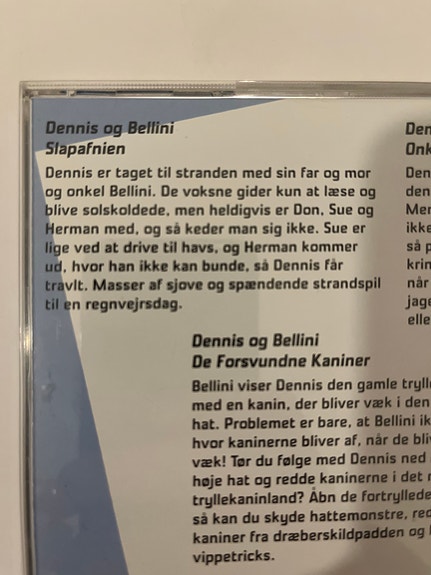 Dennis og Bellini
Slapafnien
Dennis er taget til stranden med sin far og mor
og onkel Bellini. De voksne gider kun at læse og
blive solskoldede, men heldigvis er Don, Sue og
Herman med, og så keder man sig ikke. Sue er
lige ved at drive til havs, og Herman kommer
ud, hvor han ikke kan bunde, så Dennis får
travlt. Masser af sjove og spændende strandspil
til en regnvejrsdag.
Dennis og Bellini
De Forsvundne Kaniner
Bellini viser Dennis den gamle trylle
med en kanin, der bliver væk i den
hat. Problemet er bare, at Bellini ik
hvor kaninerne bliver af, når de bli
væk! Tør du følge med Dennis ned
høje hat og redde kaninerne i det
tryllekaninland? Åbn de fortryllede
så kan du skyde hattemonstre, red
kaniner fra dræberskildpadden og
vippetricks.
Den
Onk
Den
den
Mer
ikke
så p
krin
når
jage
elle